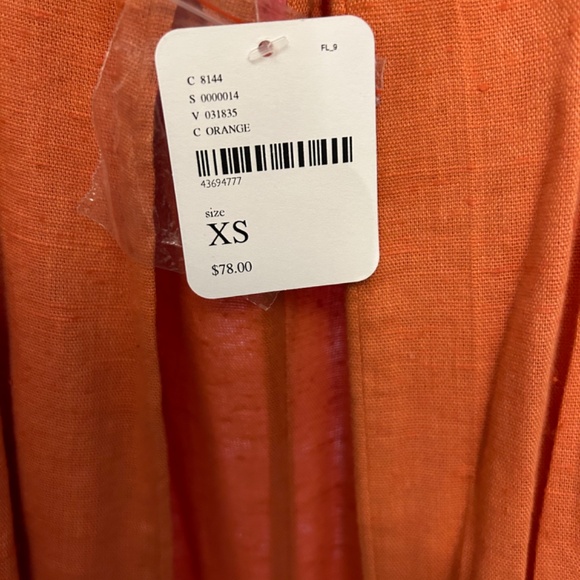 FL_9
C 8144
S 0000014
V 031835
C ORANGE
43694777
size
XS
$78.00